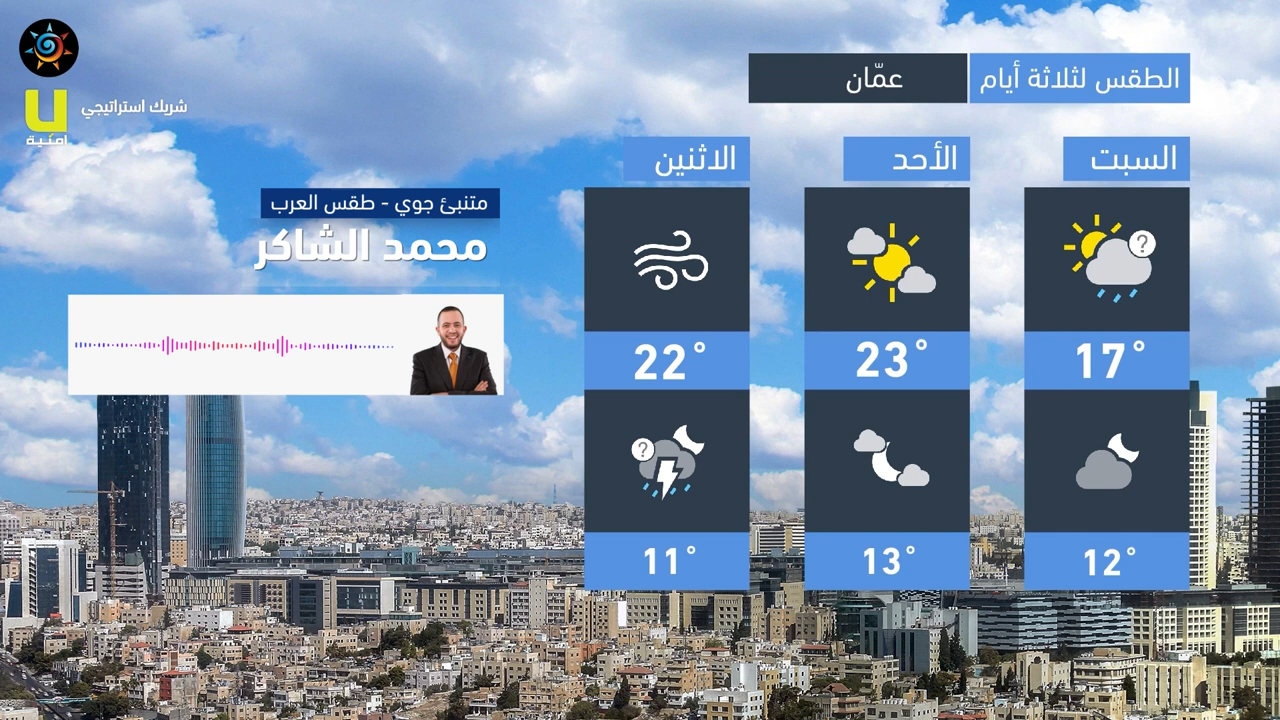 الطقس لثلاثة أيام
عمّان
شريك استراتيجي
امنية
السبت
الأحد
الاثنين
?
17°
23°
22°
?
12°
13°
11°
متنبئ جوي - طقس العرب
محمد الشاكر